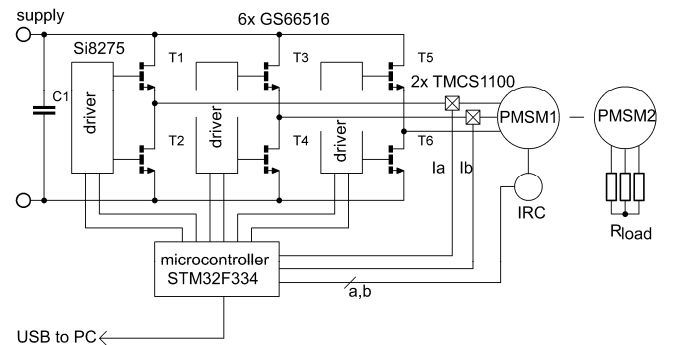 supply
6x GS66516
Si8275
T1
T3
T5
2x TMCS1100
C1
driver
driver
driver
PMSM1
PMSM2
T2
T4
T6
Ia
Ib
IRC
Rload
microcontroller
STM32F334
a,b
USB to PC